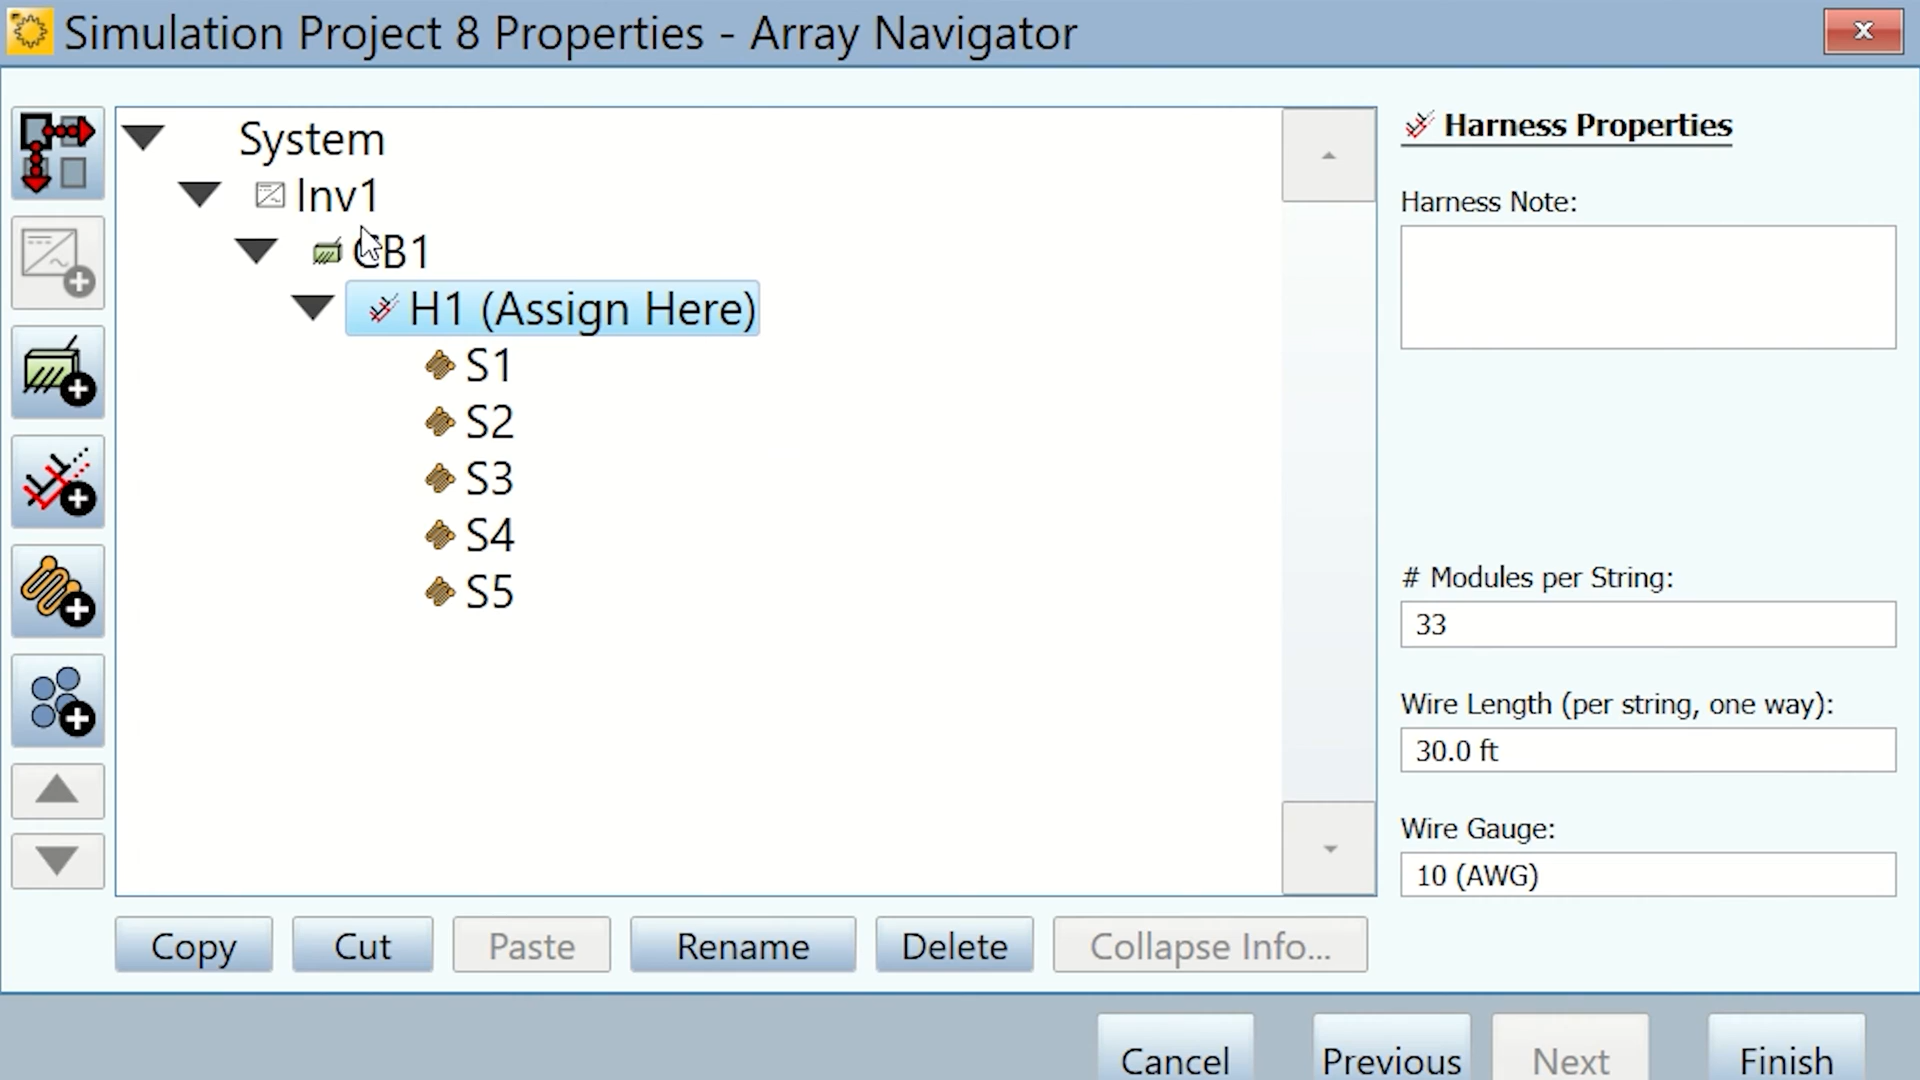 Simulation Project 8 Properties - Array Navigator
x
System
Inv1
CB1
H1 (Assign Here)
S1
S2
S3
S4
S5
Harness Properties
Harness Note:
# Modules per String:
33
Wire Length (per string, one way):
30.0 ft
Wire Gauge:
10 (AWG)
Copy
Cut
Paste
Rename
Delete
Collapse Info...
Cancel
Previous
Next
Finish